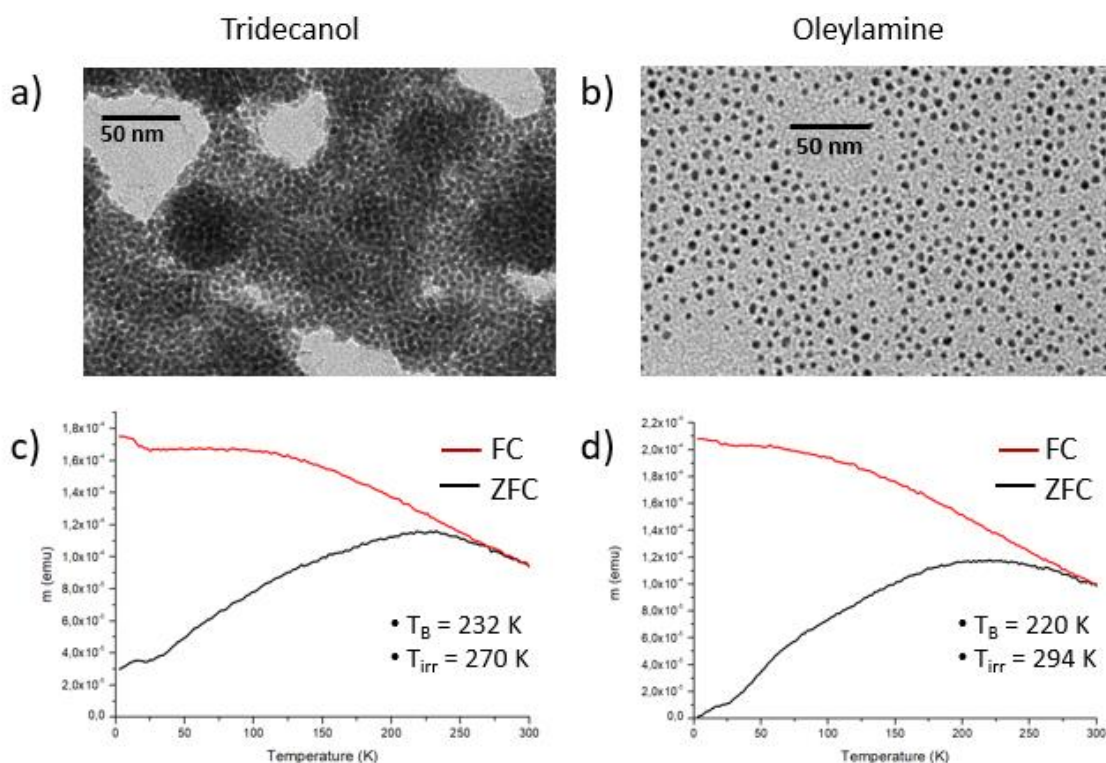 Tridecanol
Oleylamine
a)
50 nm
b)
50 nm
c)
1,8x10⁻⁴
1,6x10⁻⁴
1,4x10⁻⁴
1,2x10⁻⁴
1,0x10⁻⁴
8,0x10⁻⁵
6,0x10⁻⁵
4,0x10⁻⁵
2,0x10⁻⁵
0,0
m (emu)
FC
ZFC
• T_B = 232 K
• T_irr = 270 K
0 50 100 150 200 250 300
Temperature (K)
d)
2,2x10⁻⁴
2,0x10⁻⁴
1,8x10⁻⁴
1,6x10⁻⁴
1,4x10⁻⁴
1,2x10⁻⁴
1,0x10⁻⁴
8,0x10⁻⁵
6,0x10⁻⁵
4,0x10⁻⁵
2,0x10⁻⁵
0,0
m (emu)
FC
ZFC
• T_B = 220 K
• T_irr = 294 K
0 50 100 150 200 250 300
Temperature (K)